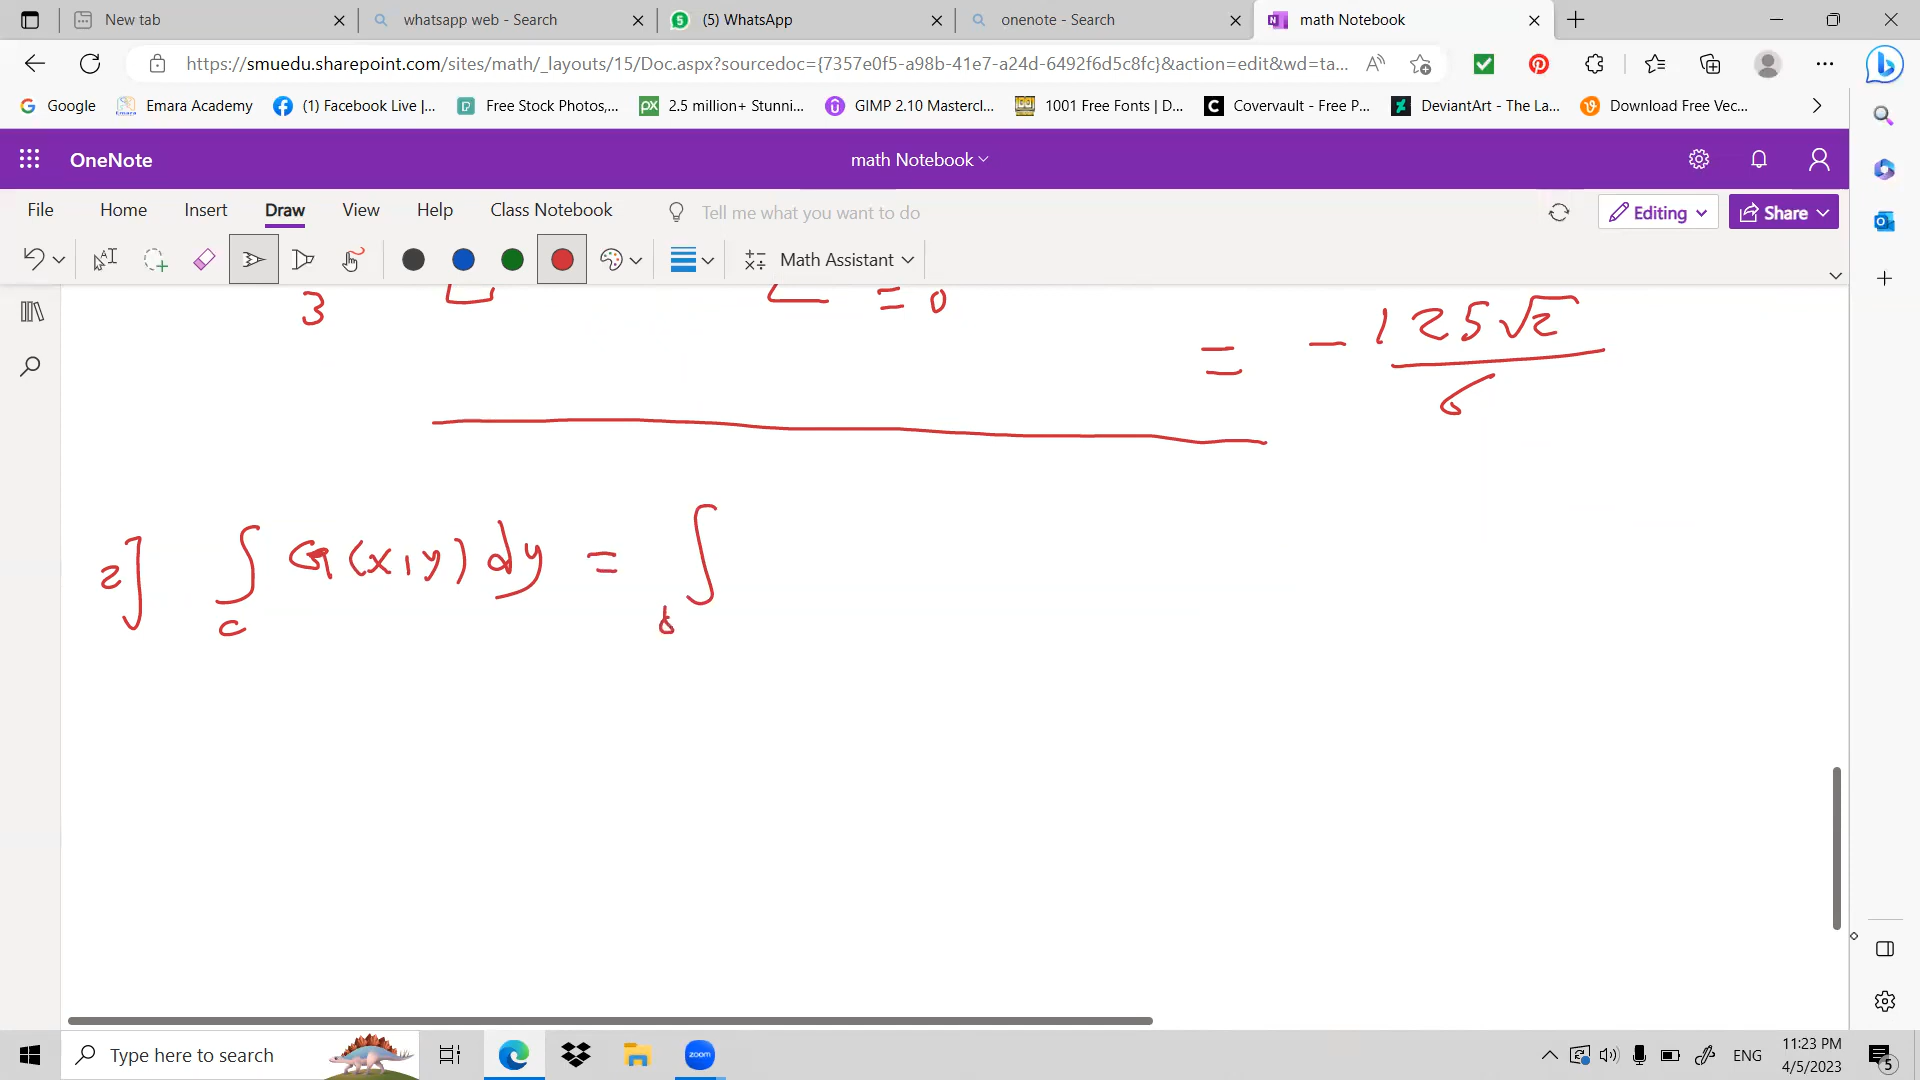 New tab
whatsapp web - Search
(5) WhatsApp
onenote - Search
math Notebook
https://smuedu.sharepoint.com/sites/math/_layouts/15/Doc.aspx?sourcedoc={7357e0f5-a98b-41e7-a24d-6492f6d5c8fc}&action=edit&wd=ta...
Google
Emara Academy
(1) Facebook Live |...
Free Stock Photos,...
px
2.5 million+ Stunni...
GIMP 2.10 Mastercl...
1001 Free Fonts | D...
Covervault - Free P...
DeviantArt - The La...
Download Free Vec...
OneNote
math Notebook
File
Home
Insert
Draw
View
Help
Class Notebook
Tell me what you want to do
Editing
Share
Math Assistant
3
= 0
= - 125√2 / 6
2] ∫c G(x,y) dy = ∫
Type here to search
zoom
ENG
11:23 PM
4/5/2023
5